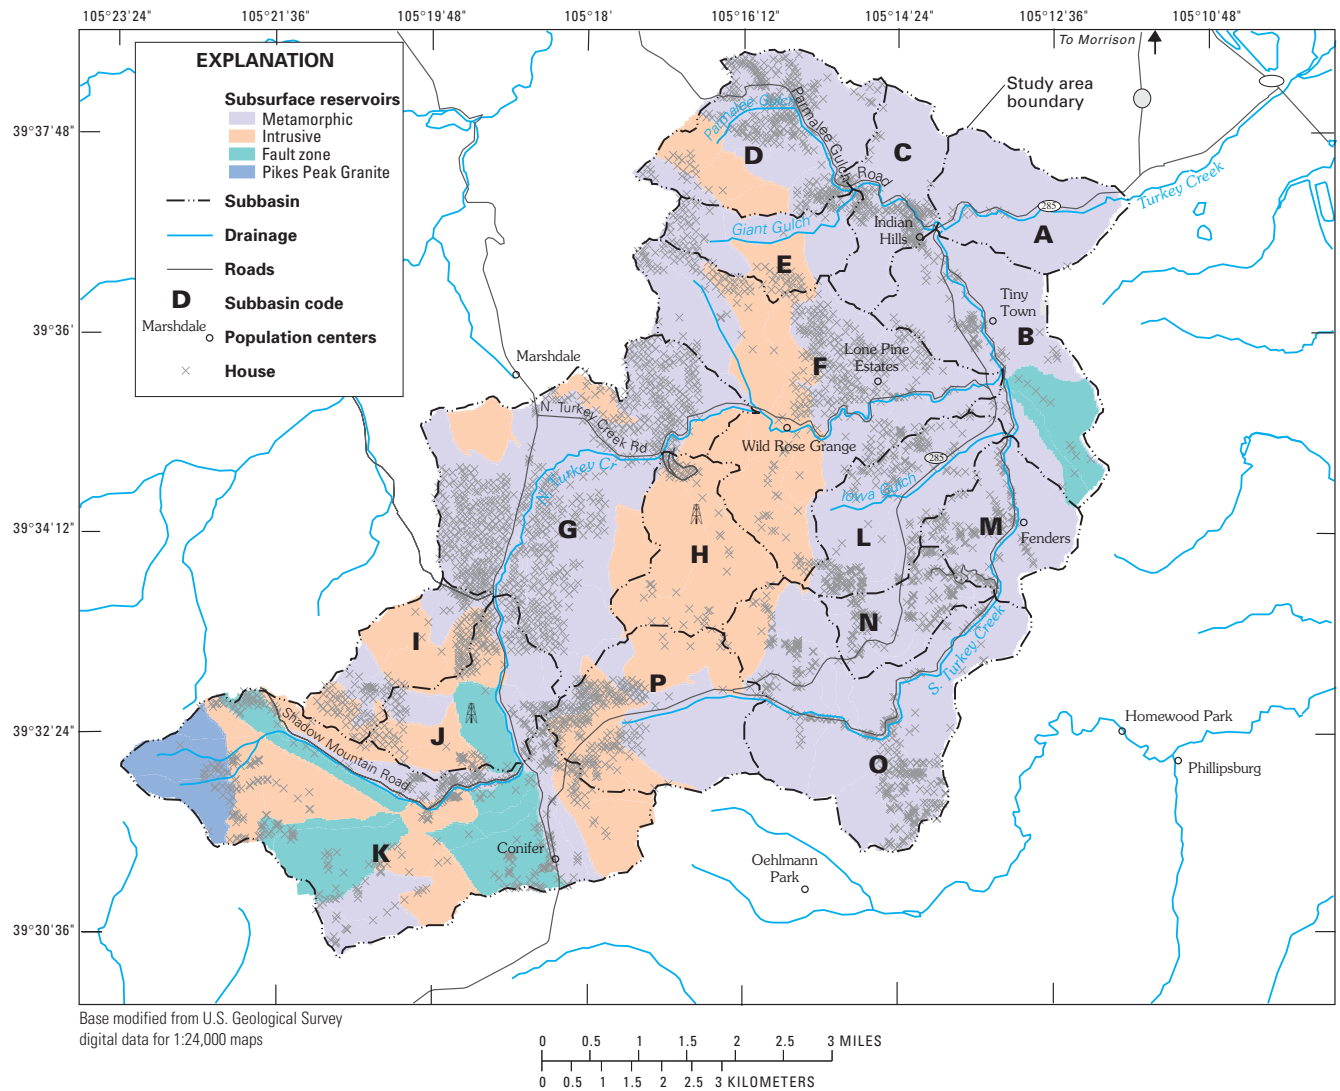 105°23'24"
105°21'36"
105°19'48"
105°18'
105°16'12"
105°14'24"
105°12'36"
105°10'48"
39°37'48"
39°36'
39°34'12"
39°32'24"
39°30'36"
EXPLANATION
Subsurface reservoirs
Metamorphic
Intrusive
Fault zone
Pikes Peak Granite
Subbasin
Drainage
Roads
D
Subbasin code
Marshdale
Population centers
House
To Morrison
Study area
boundary
Parmalee Gulch
Parmalee Gulch
Road
D
C
Turkey Creek
285
A
Giant Gulch
Indian
Hills
E
Tiny
Town
B
Marshdale
F
Lone Pine
Estates
N. Turkey Creek Rd
Wild Rose Grange
N. Turkey C.
285
Iowa Gulch
G
H
L
M
Fenders
I
N
S. Turkey Creek
P
Shadow Mountain Road
J
O
Homewood Park
Phillipsburg
K
Conifer
Oehlmann
Park
Base modified from U.S. Geological Survey
digital data for 1:24,000 maps
0 0.5 1 1.5 2 2.5 3 MILES
0 0.5 1 1.5 2 2.5 3 KILOMETERS